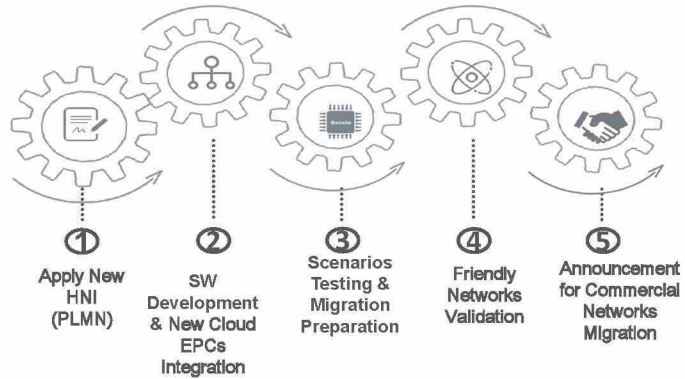 ①
Apply New
HNI
(PLMN)
②
SW
Development
& New Cloud
EPCs
Integration
③
Scenarios
Testing &
Migration
Preparation
④
Friendly
Networks
Validation
⑤
Announcement
for Commercial
Networks
Migration